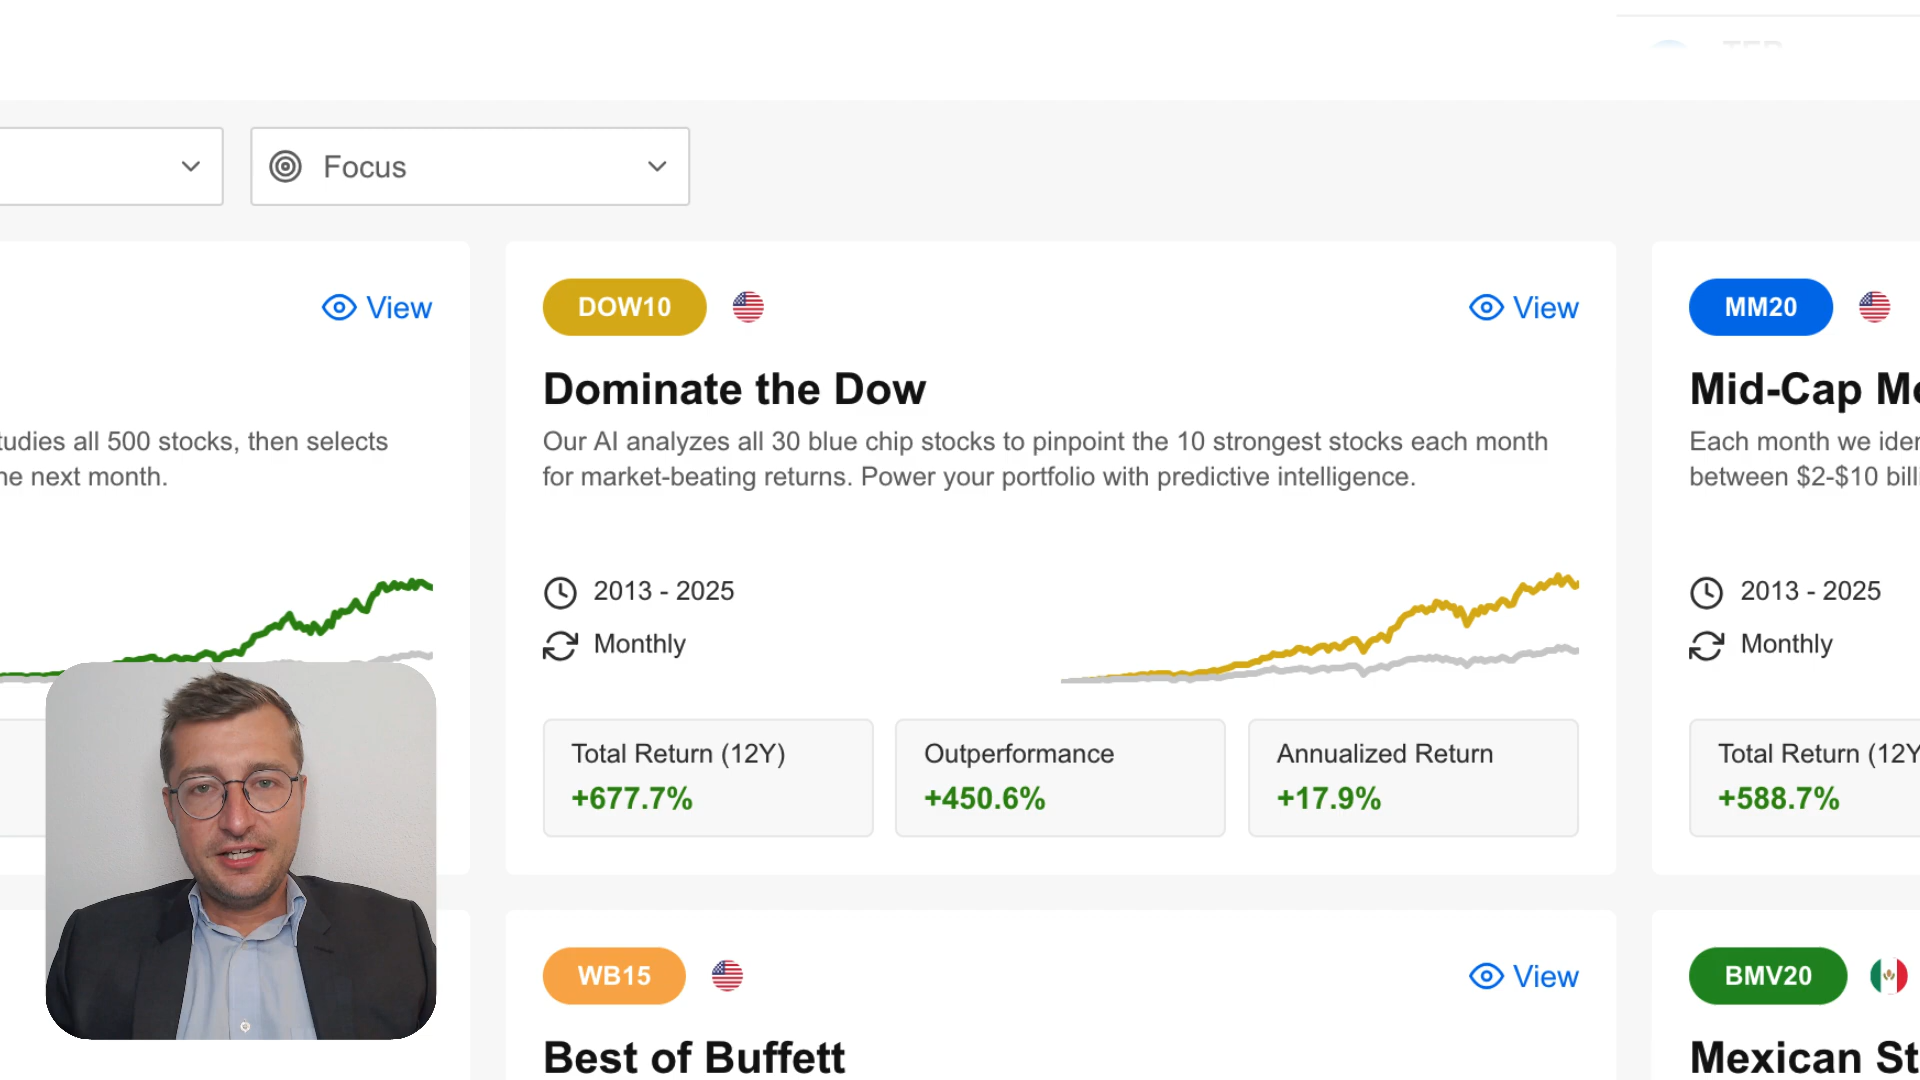 Focus
View
tudies all 500 stocks, then selects
he next month.
DOW10
View
Dominate the Dow
Our AI analyzes all 30 blue chip stocks to pinpoint the 10 strongest stocks each month
for market-beating returns. Power your portfolio with predictive intelligence.
2013 - 2025
Monthly
Total Return (12Y)
+677.7%
Outperformance
+450.6%
Annualized Return
+17.9%
MM20
Mid-Cap Mo
Each month we iden
between $2-$10 billi
2013 - 2025
Monthly
Total Return (12Y
+588.7%
WB15
View
Best of Buffett
BMV20
Mexican St